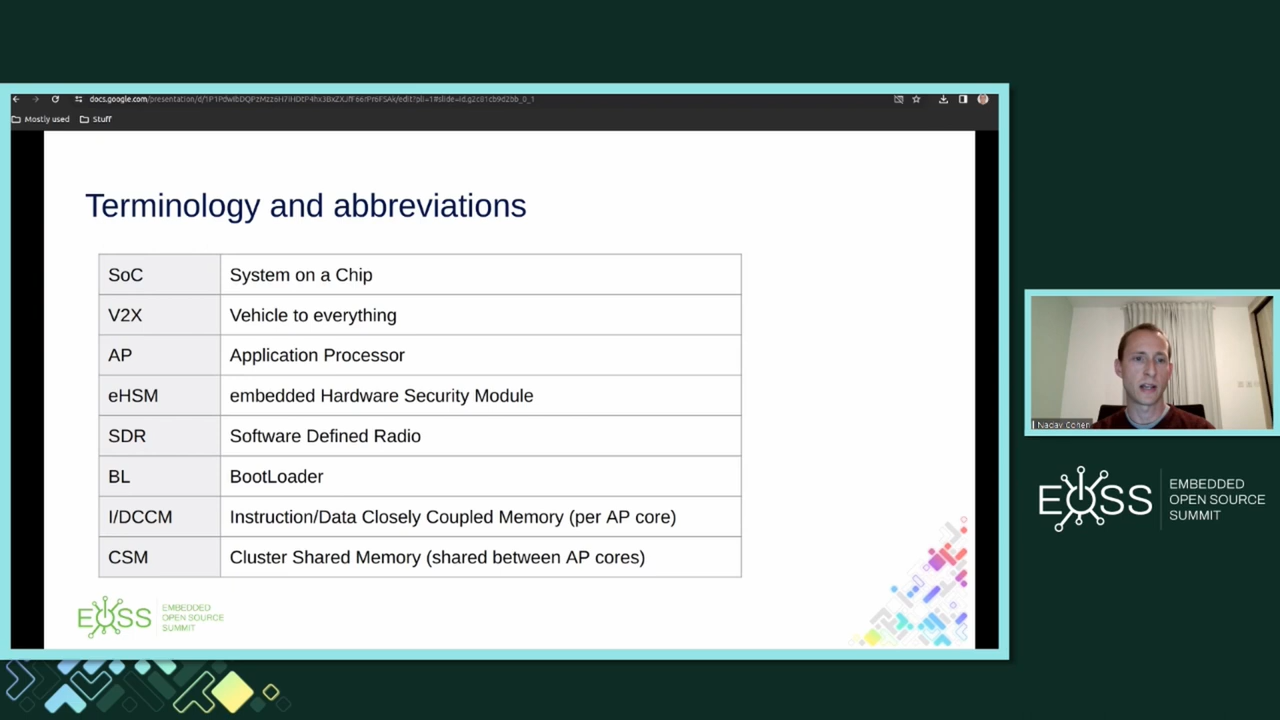 Mostly used Stuff
Terminology and abbreviations
SoC System on a Chip
V2X Vehicle to everything
AP Application Processor
eHSM embedded Hardware Security Module
SDR Software Defined Radio
BL BootLoader
I/DCCM Instruction/Data Closely Coupled Memory (per AP core)
CSM Cluster Shared Memory (shared between AP cores)
EOSS
EMBEDDED
OPEN SOURCE
SUMMIT
Nadav Cohen
EOSS
EMBEDDED
OPEN SOURCE
SUMMIT